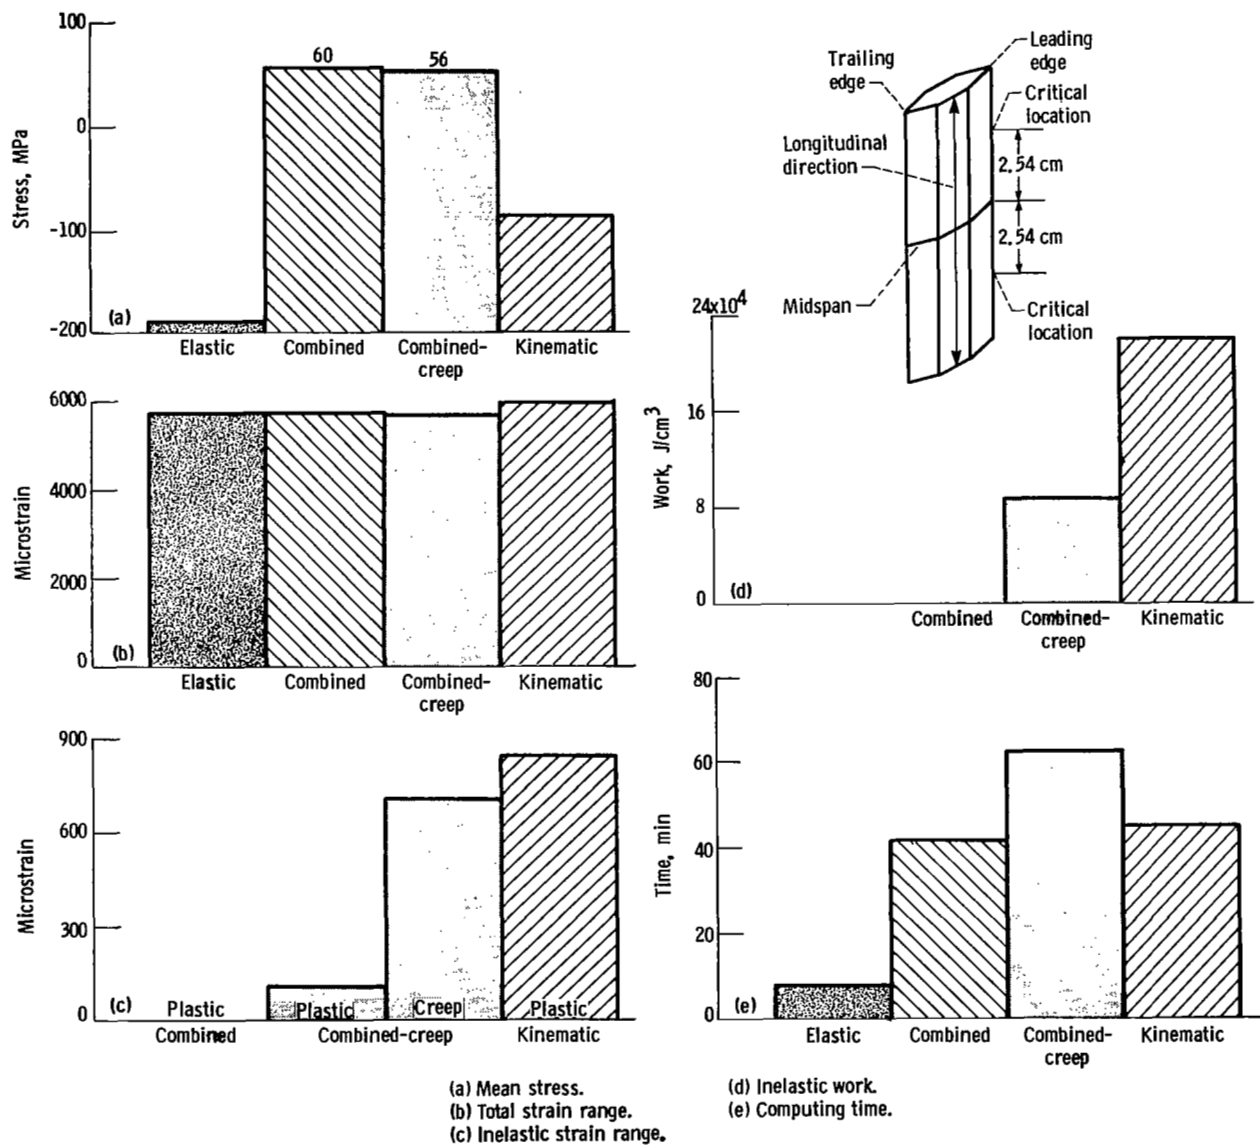 100
0
-100
-200
Stress, MPa
60
56
(a)
Elastic
Combined
Combined-
creep
Kinematic
Trailing
edge
Leading
edge
Critical
location
Longitudinal
direction
2.54 cm
2.54 cm
Midspan
Critical
location
6000
4000
2000
0
Microstrain
(b)
Elastic
Combined
Combined-
creep
Kinematic
24x10⁴
16
8
0
Work, J/cm³
(d)
Combined
Combined-
creep
Kinematic
900
600
300
0
Microstrain
(c)
Plastic
Plastic
Creep
Plastic
Combined
Combined-creep
Kinematic
80
60
40
20
0
Time, min
(e)
Elastic
Combined
Combined-
creep
Kinematic
(a) Mean stress.
(b) Total strain range.
(c) Inelastic strain range.
(d) Inelastic work.
(e) Computing time.